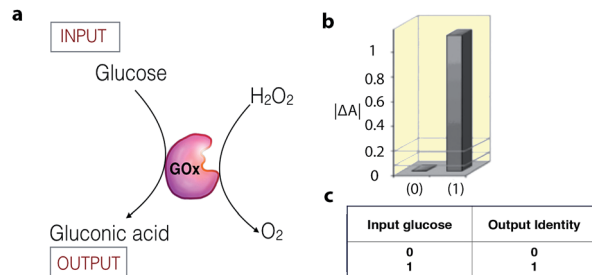 a
INPUT
Glucose
H2O2
GOx
Gluconic acid
O2
OUTPUT
b
1
0.8
0.6
|ΔA|
0.4
0.2
0
(0)
(1)
c
Input glucose Output Identity
0 0
1 1